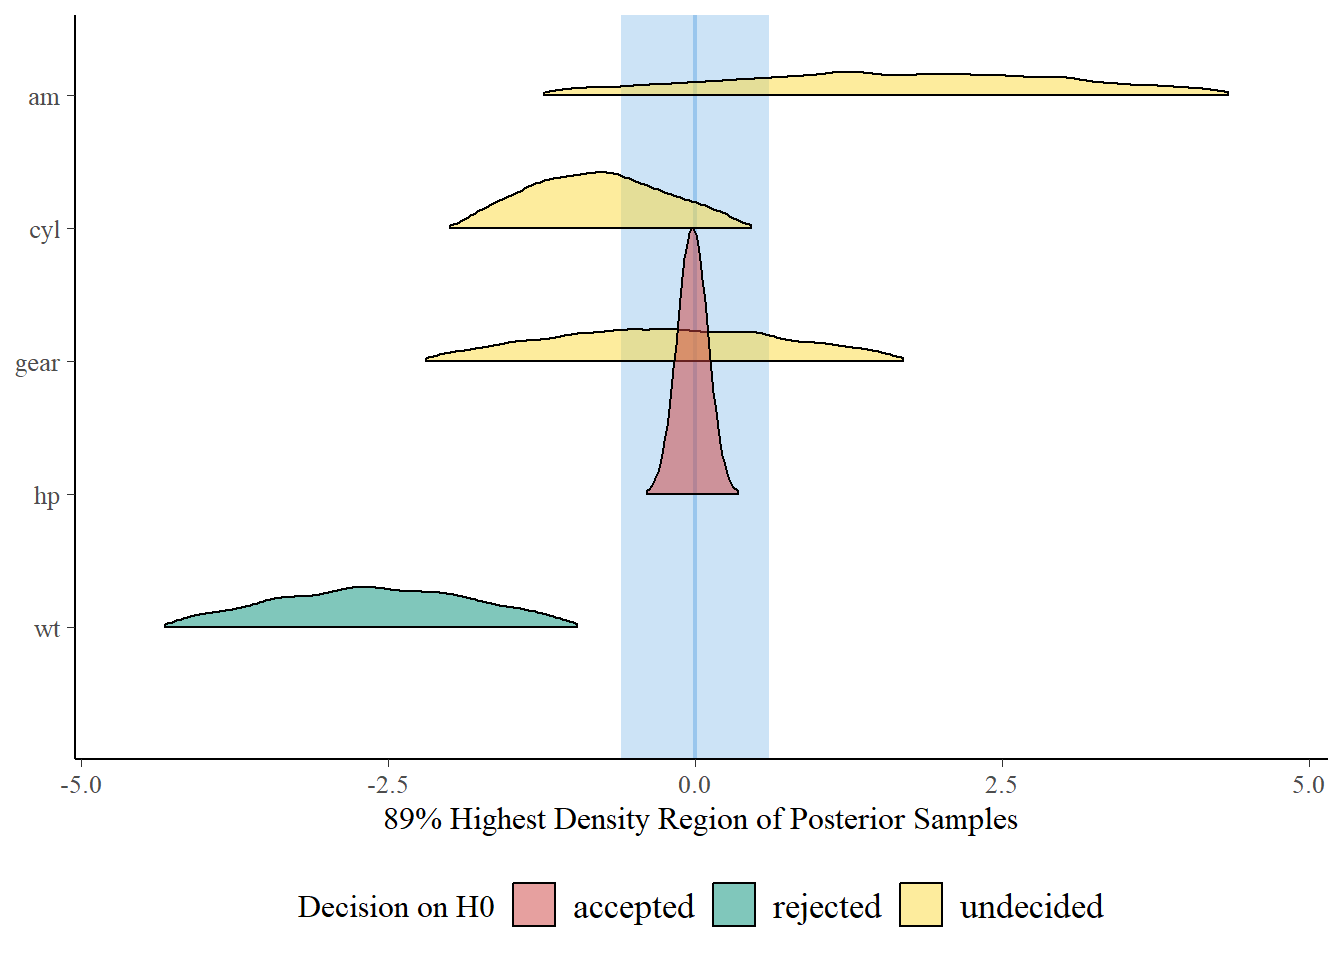 am
cyl
gear
hp
wt
-5.0 -2.5 0.0 2.5 5.0
89% Highest Density Region of Posterior Samples
Decision on H0 accepted rejected undecided